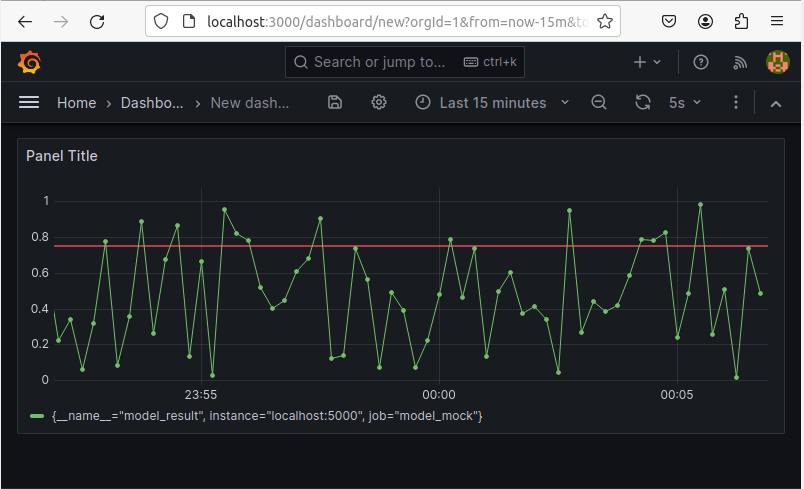 localhost:3000/dashboard/new?orgId=1&from=now-15m&to
Search or jump to... ctrl+k
Home › Dashbo... › New dash... Last 15 minutes 5s
Panel Title
1
0.8
0.6
0.4
0.2
0
23:55 00:00 00:05
{__name__="model_result", instance="localhost:5000", job="model_mock"}